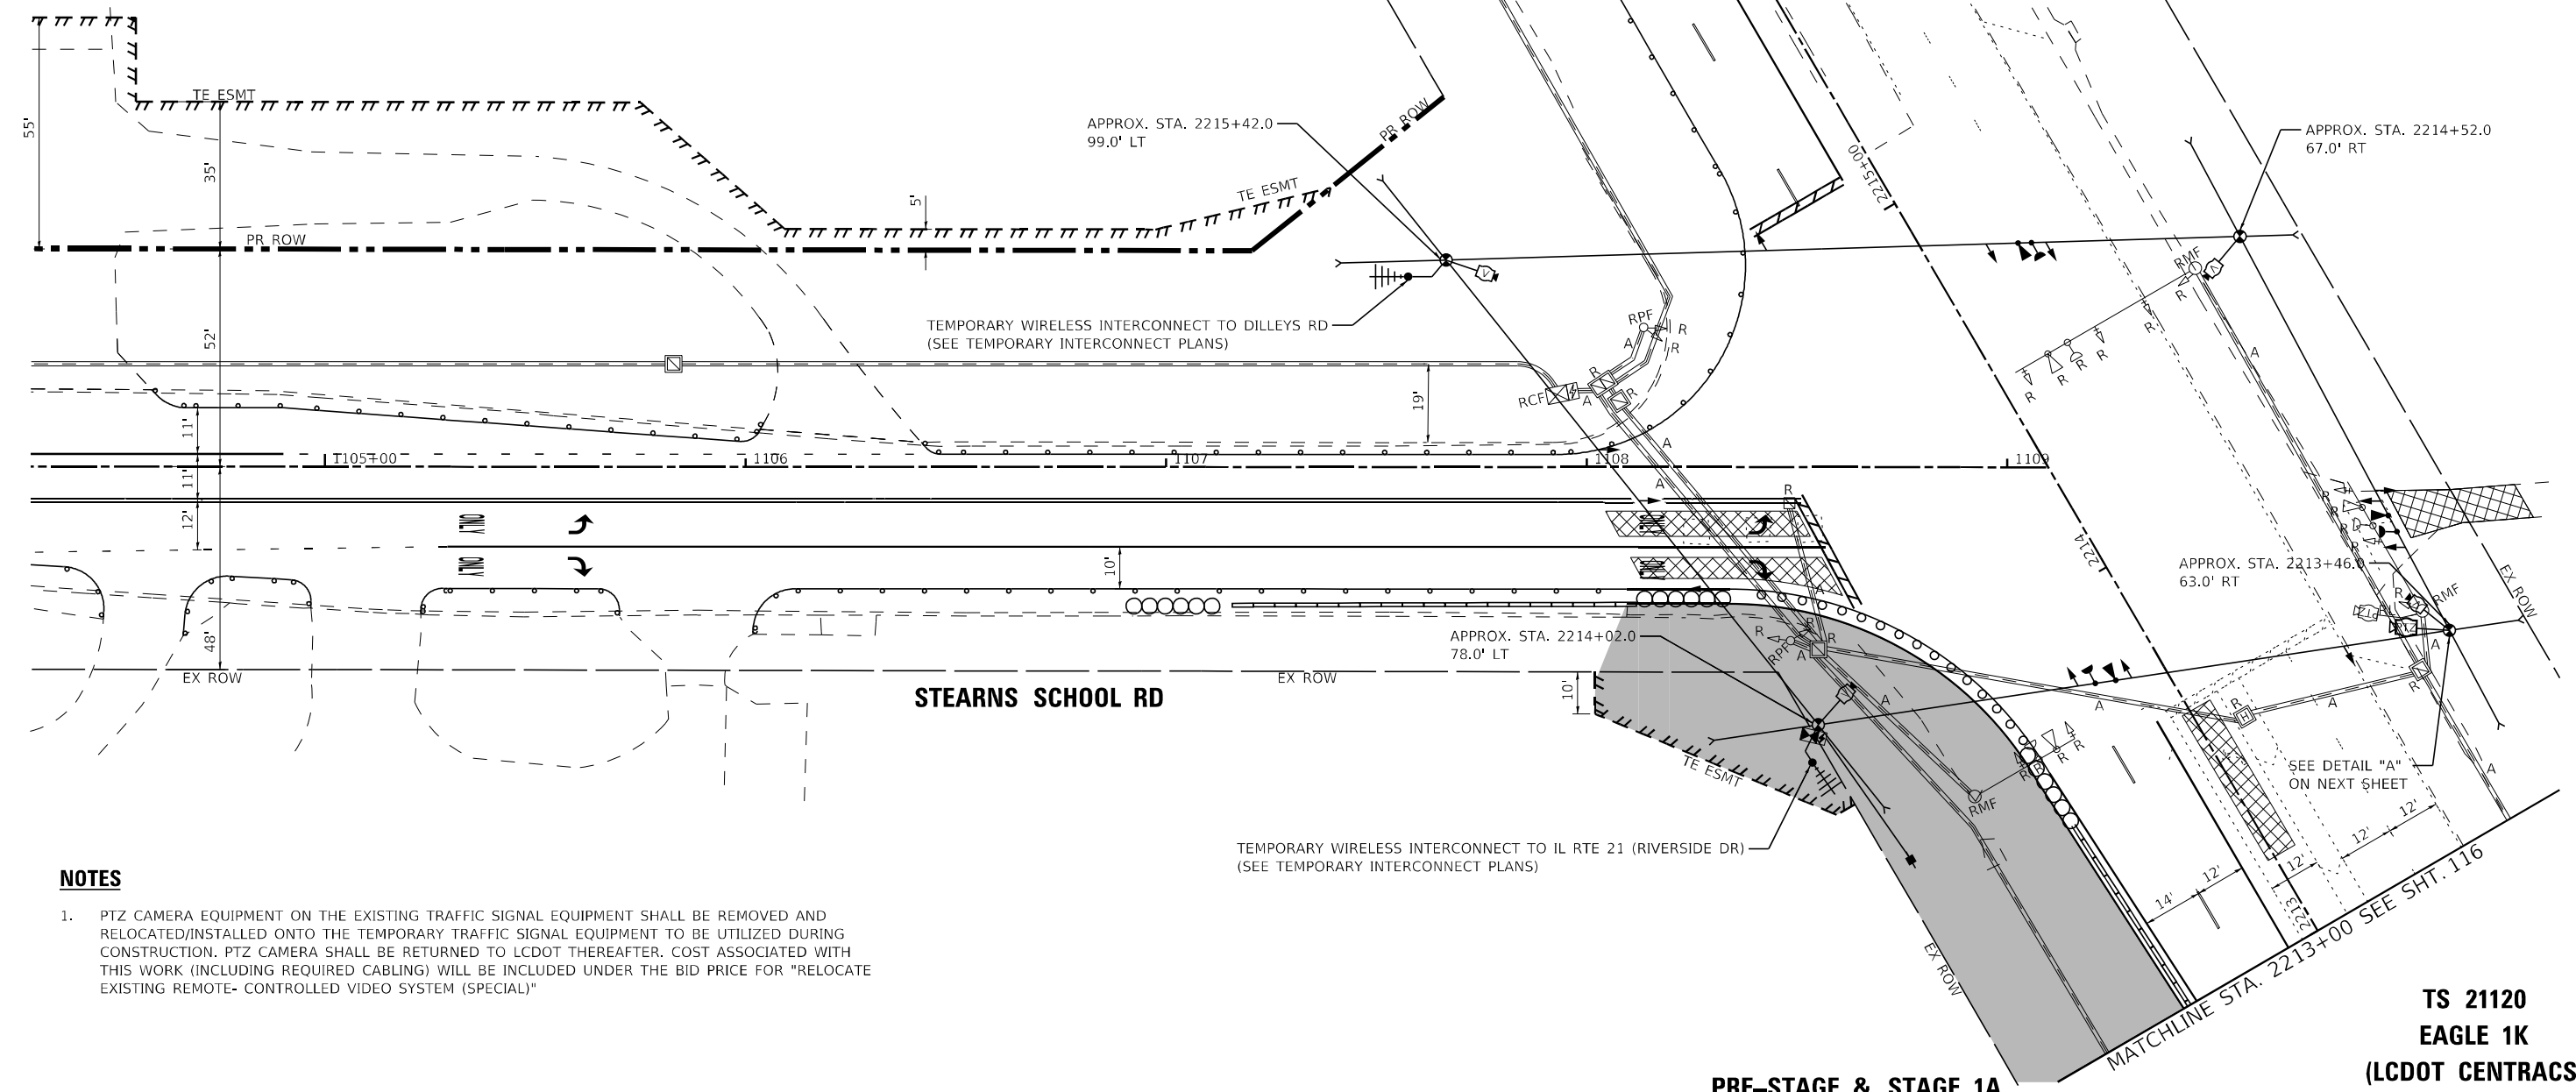 55'
TE ESMT
35'
PR ROW
5'
TE ESMT
PR ROW
APPROX. STA. 2215+42.0
99.0' LT
TEMPORARY WIRELESS INTERCONNECT TO DILLEYS RD
(SEE TEMPORARY INTERCONNECT PLANS)
2215+00
APPROX. STA. 2214+52.0
67.0' RT
RMF
R
R
R
R
R
R
A
V
V
RPF
R
R
A
R
RCF
A
R
A
A
52'
19'
11'
1105+00
1106
1107
1108
1109
11'
12'
ONLY
ONLY
ONLY
ONLY
10'
R
A
2214
R
R
R
R
APPROX. STA. 2213+46.0
63.0' RT
R
RMF
PTZ
RL
PTZ
A
R
EX ROW
48'
EX ROW
STEARNS SCHOOL RD
EX ROW
APPROX. STA. 2214+02.0
78.0' LT
R
R
R
RPF
A
10'
TE ESMT
A
A
R
H
A
A
R
R
R
R
RMF
SEE DETAIL "A"
ON NEXT SHEET
TEMPORARY WIRELESS INTERCONNECT TO IL RTE 21 (RIVERSIDE DR)
(SEE TEMPORARY INTERCONNECT PLANS)
14'
12'
12'
12'
12'
2213
EX ROW
MATCHLINE STA. 2213+00 SEE SHT. 116
NOTES
1. PTZ CAMERA EQUIPMENT ON THE EXISTING TRAFFIC SIGNAL EQUIPMENT SHALL BE REMOVED AND
RELOCATED/INSTALLED ONTO THE TEMPORARY TRAFFIC SIGNAL EQUIPMENT TO BE UTILIZED DURING
CONSTRUCTION. PTZ CAMERA SHALL BE RETURNED TO LCDOT THEREAFTER. COST ASSOCIATED WITH
THIS WORK (INCLUDING REQUIRED CABLING) WILL BE INCLUDED UNDER THE BID PRICE FOR "RELOCATE
EXISTING REMOTE- CONTROLLED VIDEO SYSTEM (SPECIAL)"
TS 21120
EAGLE 1K
(LCDOT CENTRACS
PRE–STAGE & STAGE 1A